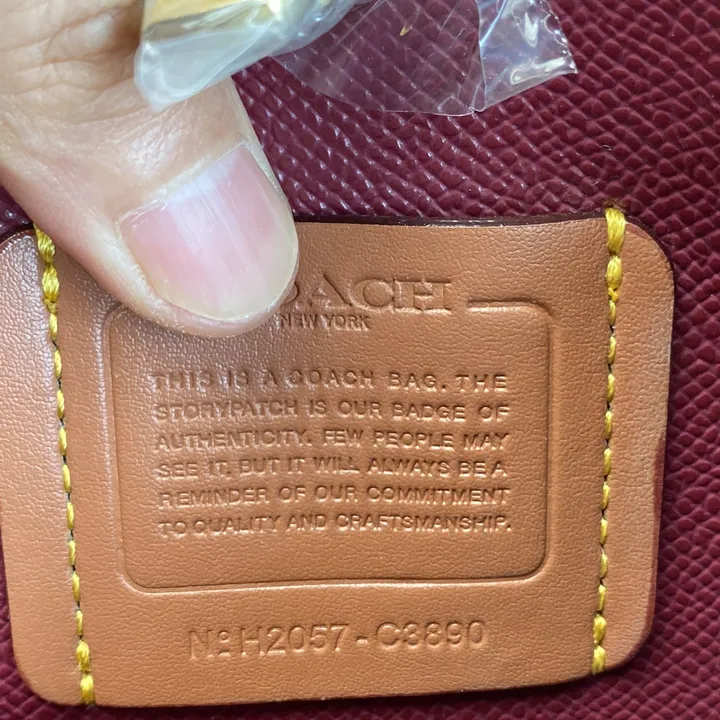 COACH
NEW YORK
THIS IS A COACH BAG. THE
STORYPATCH IS OUR BADGE OF
AUTHENTICITY. FEW PEOPLE MAY
SEE IT, BUT IT WILL ALWAYS BE A
REMINDER OF OUR COMMITMENT
TO QUALITY AND CRAFTSMANSHIP.
Nº H2057-C3890